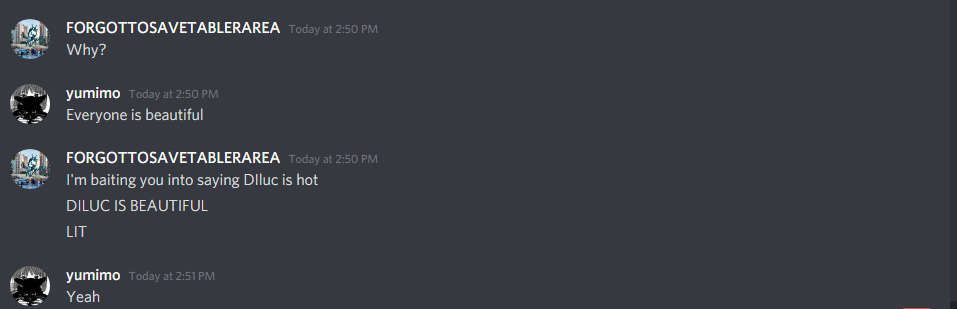 FORGOTTOSAVETABLERAREA Today at 2:50 PM
Why?
yumimo Today at 2:50 PM
Everyone is beautiful
FORGOTTOSAVETABLERAREA Today at 2:50 PM
I'm baiting you into saying DIluc is hot
DILUC IS BEAUTIFUL
LIT
yumimo Today at 2:51 PM
Yeah